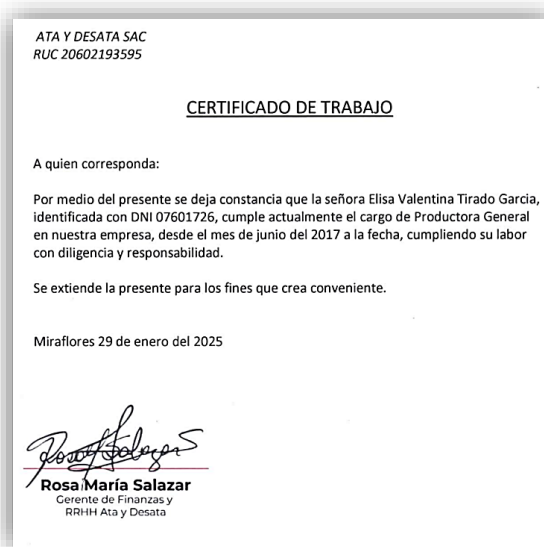 ATA Y DESATA SAC
RUC 20602193595
CERTIFICADO DE TRABAJO
A quien corresponda:
Por medio del presente se deja constancia que la señora Elisa Valentina Tirado Garcia,
identificada con DNI 07601726, cumple actualmente el cargo de Productora General
en nuestra empresa, desde el mes de junio del 2017 a la fecha, cumpliendo su labor
con diligencia y responsabilidad.
Se extiende la presente para los fines que crea conveniente.
Miraflores 29 de enero del 2025
Rosa María Salazar
Gerente de Finanzas y
RRHH Ata y Desata